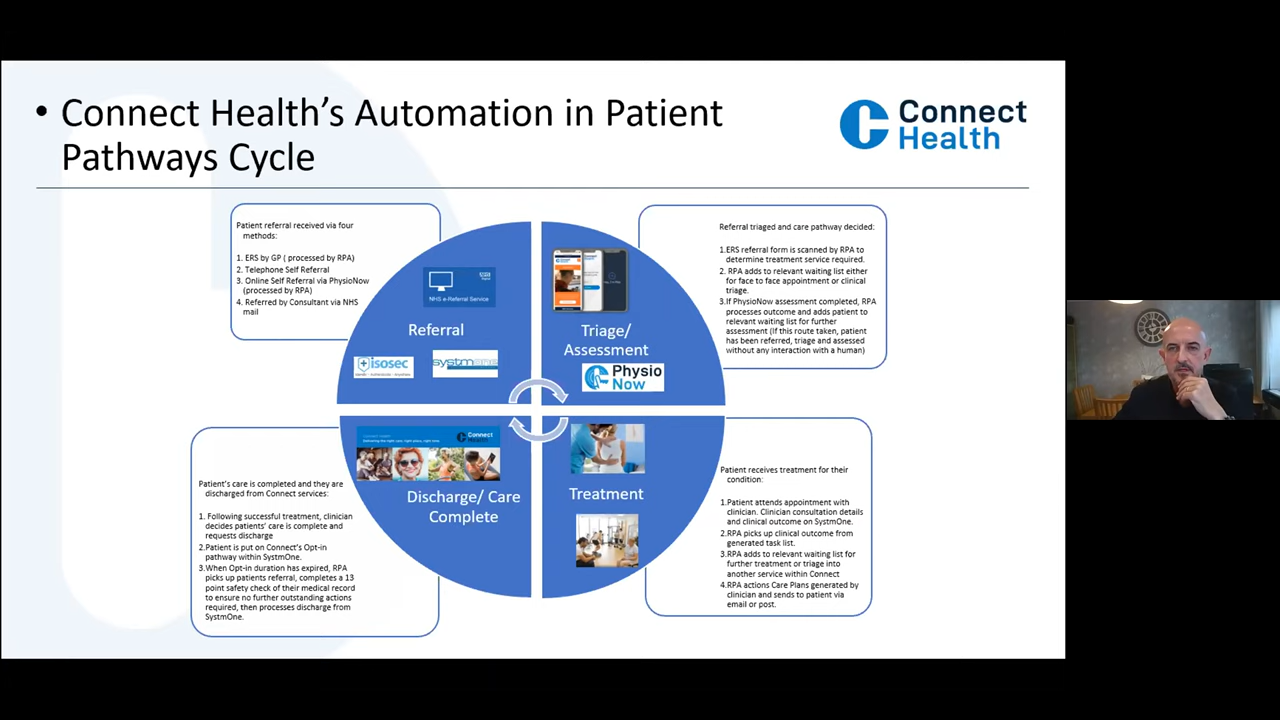 • Connect Health's Automation in Patient
Pathways Cycle
Connect
Health
Patient referral received via four
methods:
1. ERS by GP ( processed by RPA)
2. Telephone Self Referral
3. Online Self Referral via PhysioNow
(processed by RPA)
4. Referred by Consultant via NHS
mail
NHS e-Referral Service
Referral
isosec
systmone
Triage/
Assessment
Physio
Now
Referral triaged and care pathway decided:
1.ERS referral form is scanned by RPA to
determine treatment service required.
2. RPA adds to relevant waiting list either
for face to face appointment or clinical
triage.
3.If PhysioNow assessment completed, RPA
processes outcome and adds patient to
relevant waiting list for further
assessment (If this route taken, patient
has been referred, triage and assessed
without any interaction with a human)
Patient's care is completed and they are
discharged from Connect services:
1. Following successful treatment, clinician
decides patients' care is complete and
requests discharge
2.Patient is put on Connect's Opt-in
pathway within SystmOne.
3.When Opt-in duration has expired, RPA
picks up patients referral, completes a 13
point safety check of their medical record
to ensure no further outstanding actions
required, then processes discharge from
SystmOne.
Connect
Health
Discharge/ Care
Complete
Treatment
Patient receives treatment for their
condition:
1.Patient attends appointment with
clinician. Clinician consultation details
and clinical outcome on SystmOne.
2.RPA picks up clinical outcome from
generated task list.
3.RPA adds to relevant waiting list for
further treatment or triage into
another service within Connect
4.RPA actions Care Plans generated by
clinician and sends to patient via
email or post.